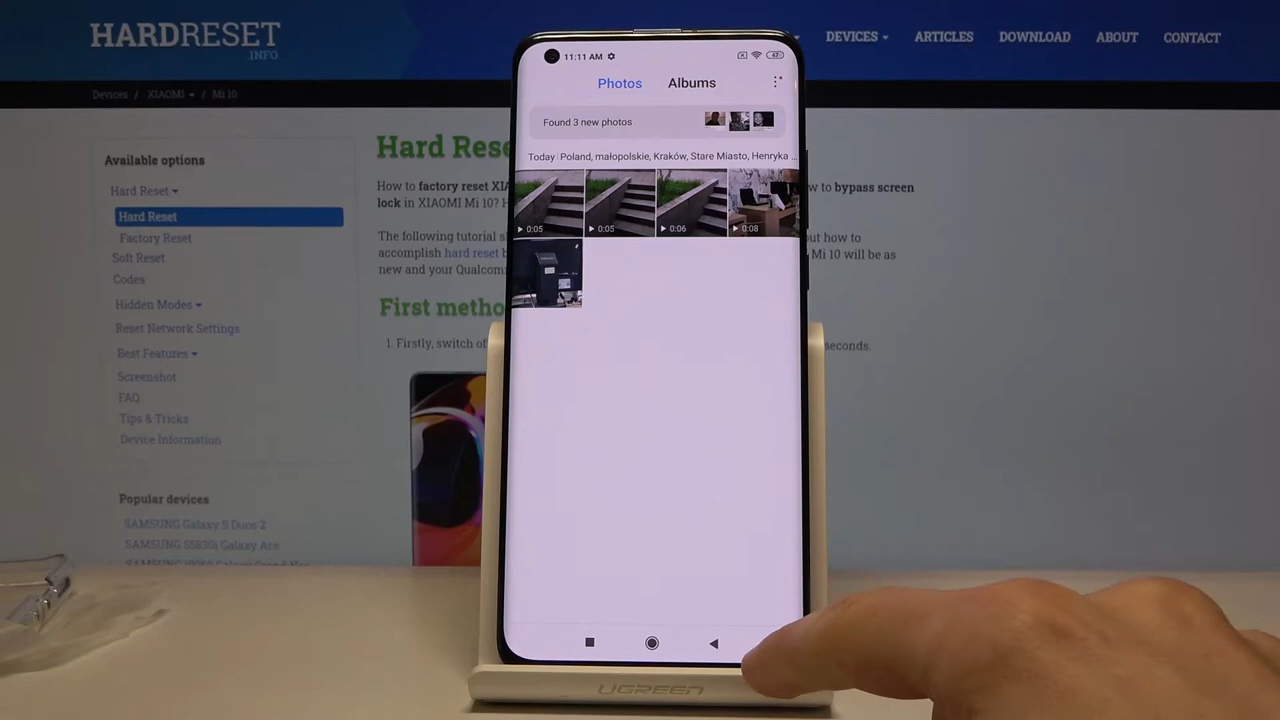 HARDRESET
INFO
DEVICES
ARTICLES
DOWNLOAD
ABOUT
CONTACT
Devices / XIAOMI / Mi 10
Available options
Hard Reset
Hard Reset
Factory Reset
Soft Reset
Codes
Hidden Modes
Reset Network Settings
Best Features
Screenshot
FAQ
Tips & Tricks
Device Information
Popular devices
SAMSUNG Galaxy S Duos 2
SAMSUNG S5830i Galaxy Ace
Hard Rese
How to factory reset XIA
w to bypass screen
lock in XIAOMI Mi 10? H
The following tutorial s
out how to
accomplish hard reset b
Mi 10 will be as
new and your Qualcom
First metho
1. Firstly, switch of
seconds.
11:11 AM
47
Photos
Albums
Found 3 new photos
Today
Poland, małopolskie, Kraków, Stare Miasto, Henryka ...
0:05
0:05
0:06
0:08
UGREEN